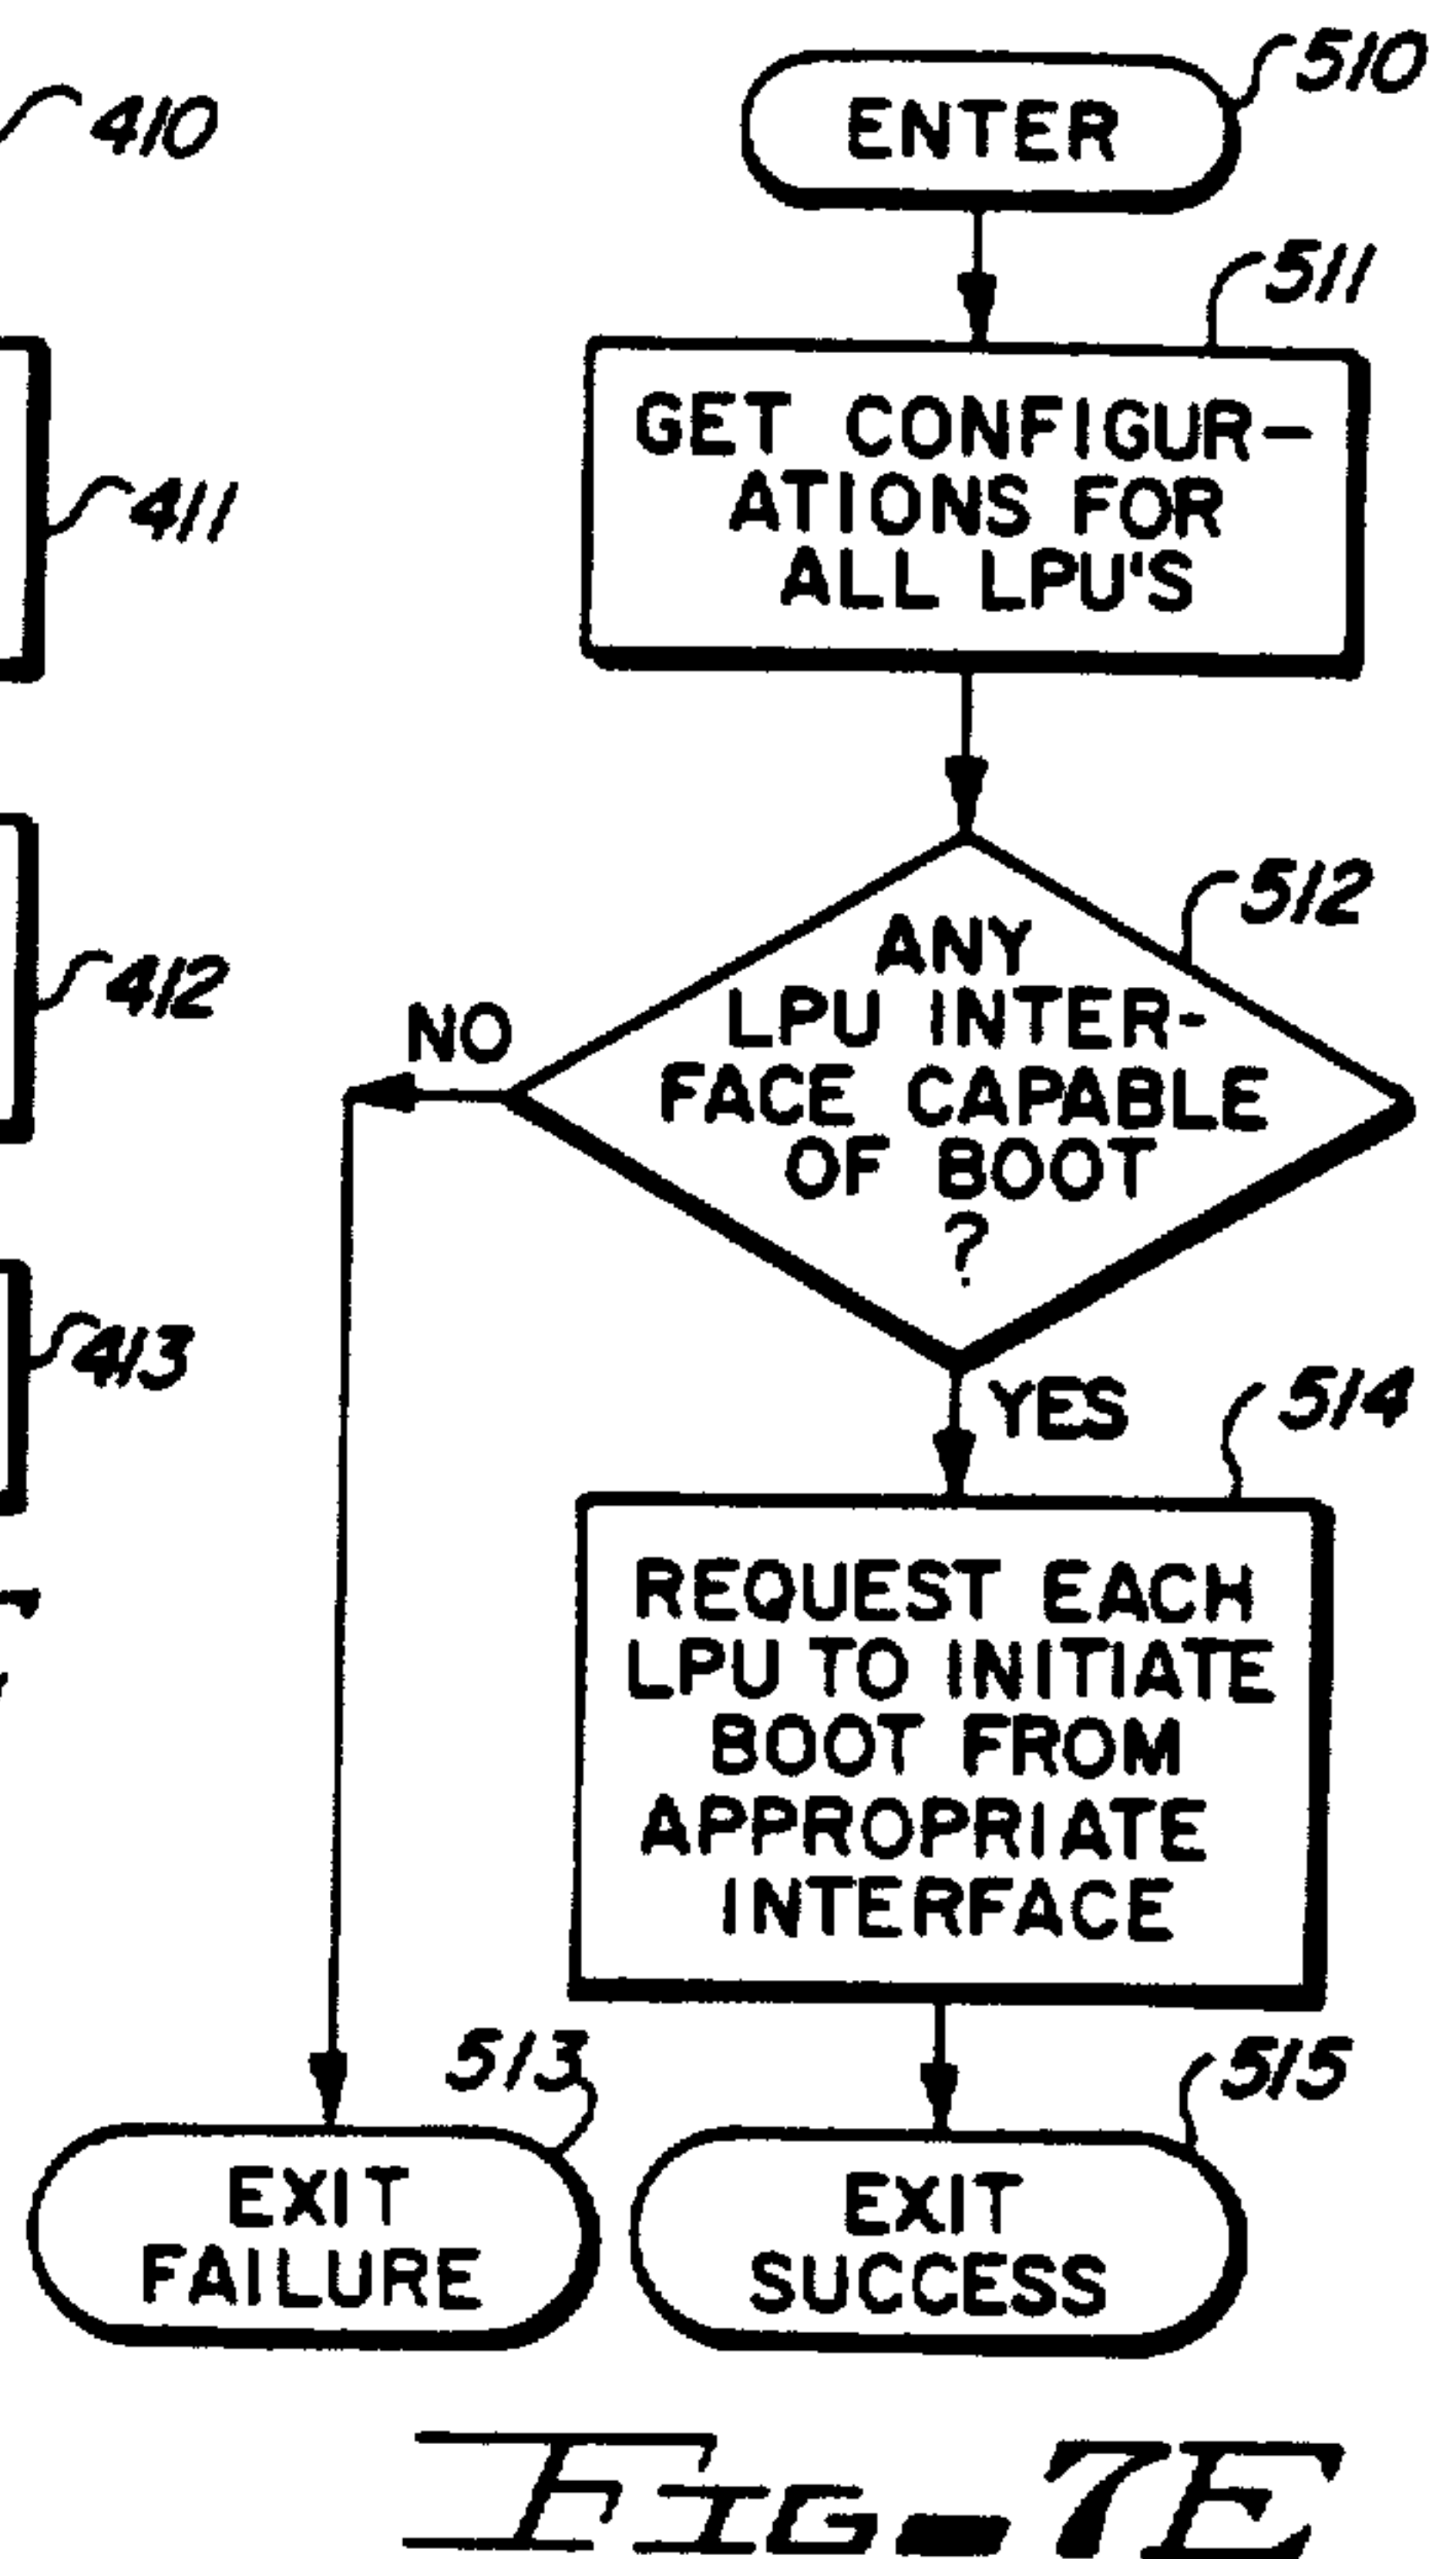 410
411
412
413
510
ENTER
511
GET CONFIGUR-
ATIONS FOR
ALL LPU'S
512
ANY
LPU INTER-
FACE CAPABLE
OF BOOT
?
NO
YES
514
REQUEST EACH
LPU TO INITIATE
BOOT FROM
APPROPRIATE
INTERFACE
513
EXIT
FAILURE
515
EXIT
SUCCESS
FIG-7E